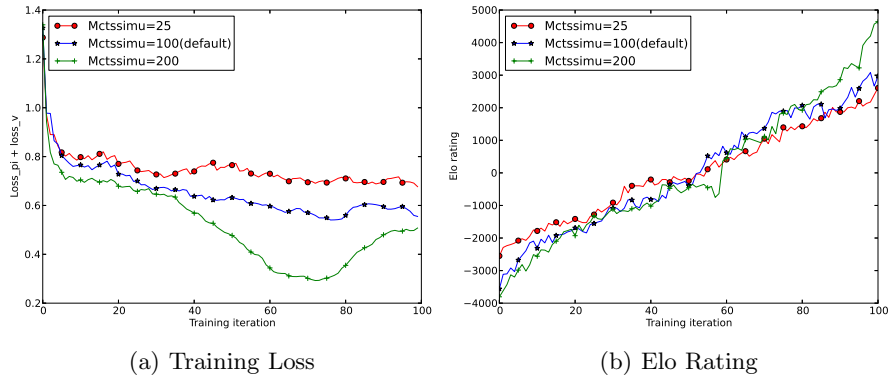 1.4
1.2
1.0
0.8
0.6
0.4
0.2
Loss_pi + loss_v
0
20
40
60
80
100
Training iteration
Mctssimu=25
Mctssimu=100(default)
Mctssimu=200
(a) Training Loss
5000
4000
3000
2000
1000
0
−1000
−2000
−3000
−4000
Elo rating
0
20
40
60
80
100
Training iteration
Mctssimu=25
Mctssimu=100(default)
Mctssimu=200
(b) Elo Rating